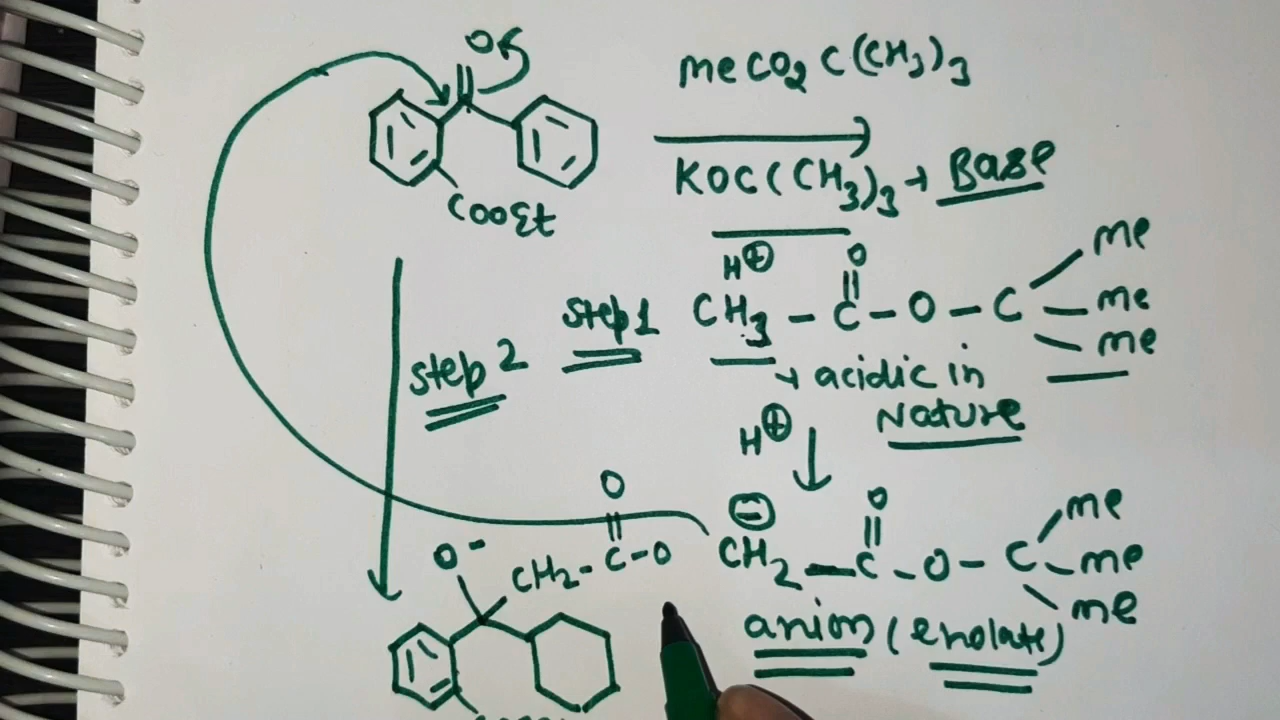 O
meCO₂C(CH₃)₃
KOC(CH₃)₃ → Base
COOEt
H⊕ O me
Step 1 CH₃ - C - O - C - me
me
→ acidic in
Nature
Step 2
H⊕
O
⊖ O me
O⁻ CH₂ - C - O
CH₂ - C - O - C - me
me
anion (enolate)